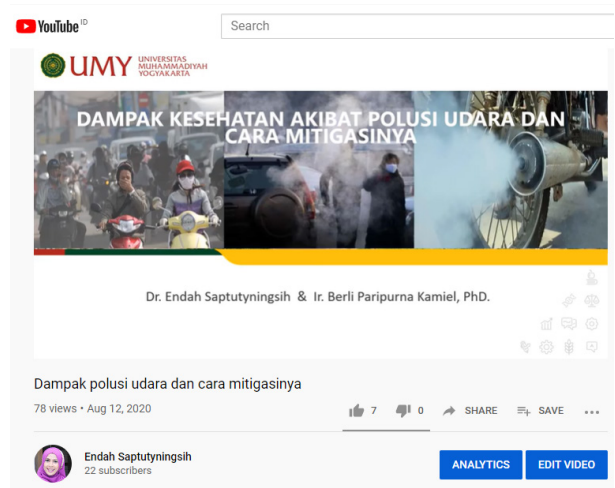 YouTube ID
Search
UMY UNIVERSITAS
MUHAMMADIYAH
YOGYAKARTA
DAMPAK KESEHATAN AKIBAT POLUSI UDARA DAN
CARA MITIGASINYA
Dr. Endah Saptutyningsih & Ir. Berli Paripurna Kamiel, PhD.
Dampak polusi udara dan cara mitigasinya
78 views • Aug 12, 2020
7 0 SHARE SAVE
Endah Saptutyningsih
22 subscribers
ANALYTICS EDIT VIDEO